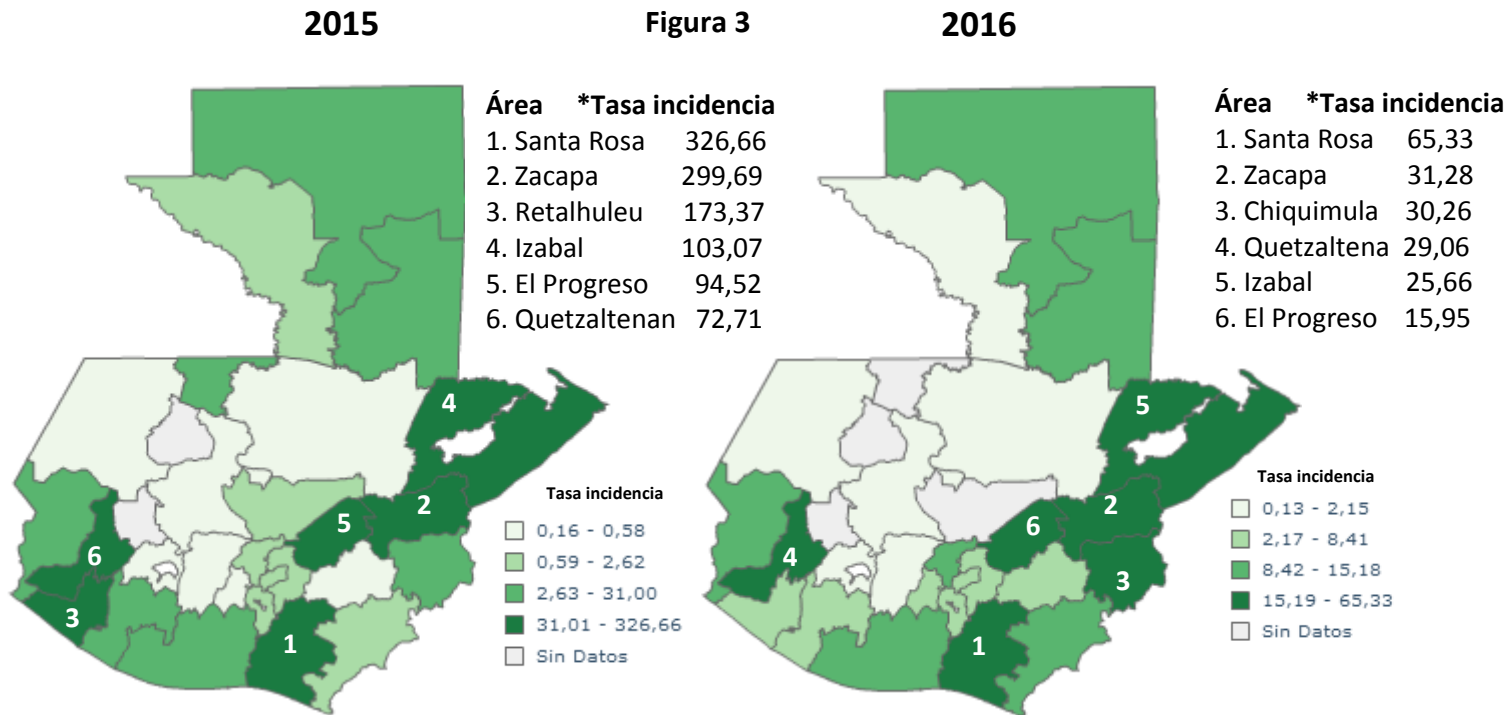 2015
Figura 3
2016
Área *Tasa incidencia
1. Santa Rosa 326,66
2. Zacapa 299,69
3. Retalhuleu 173,37
4. Izabal 103,07
5. El Progreso 94,52
6. Quetzaltenan 72,71
Área *Tasa incidencia
1. Santa Rosa 65,33
2. Zacapa 31,28
3. Chiquimula 30,26
4. Quetzaltena 29,06
5. Izabal 25,66
6. El Progreso 15,95
4
2
5
6
3
1
Tasa incidencia
0,16 - 0,58
0,59 - 2,62
2,63 - 31,00
31,01 - 326,66
Sin Datos
5
2
6
4
3
1
Tasa incidencia
0,13 - 2,15
2,17 - 8,41
8,42 - 15,18
15,19 - 65,33
Sin Datos